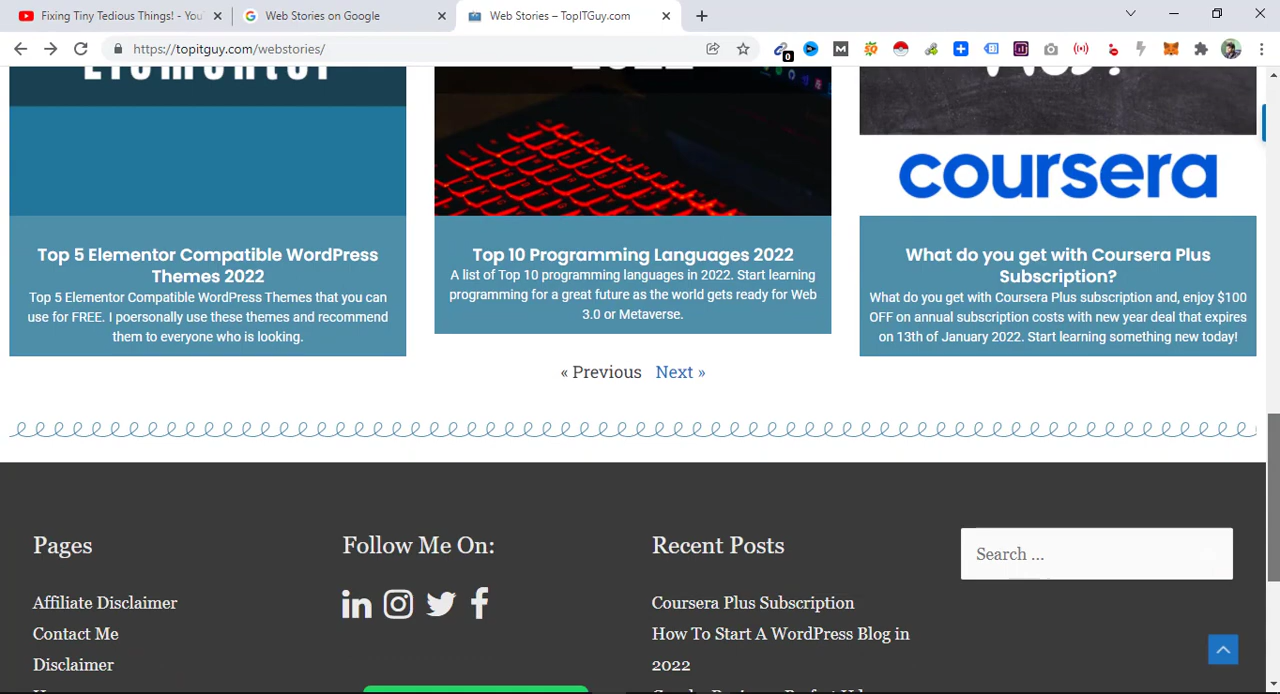 Fixing Tiny Tedious Things! - You
Web Stories on Google
Web Stories – TopITGuy.com
https://topitguy.com/webstories/
0
Elementor
coursera
Top 5 Elementor Compatible WordPress
Themes 2022
Top 5 Elementor Compatible WordPress Themes that you can
use for FREE. I poersonally use these themes and recommend
them to everyone who is looking.
Top 10 Programming Languages 2022
A list of Top 10 programming languages in 2022. Start learning
programming for a great future as the world gets ready for Web
3.0 or Metaverse.
What do you get with Coursera Plus
Subscription?
What do you get with Coursera Plus subscription and, enjoy $100
OFF on annual subscription costs with new year deal that expires
on 13th of January 2022. Start learning something new today!
« Previous Next »
Pages
Affiliate Disclaimer
Contact Me
Disclaimer
Follow Me On:
Recent Posts
Coursera Plus Subscription
How To Start A WordPress Blog in
2022
Search ...